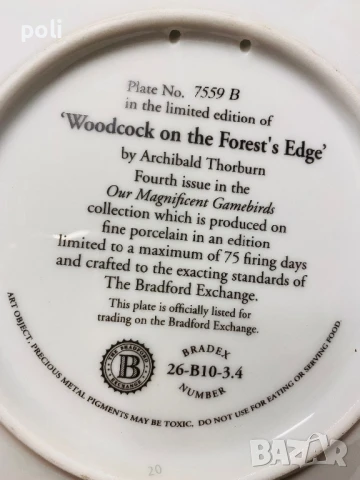 poli
Plate No. 7559 B
in the limited edition of
'Woodcock on the Forest's Edge'
by Archibald Thorburn
Fourth issue in the
Our Magnificent Gamebirds
collection which is produced on
fine porcelain in an edition
limited to a maximum of 75 firing days
and crafted to the exacting standards of
The Bradford Exchange.
This plate is officially listed for
trading on the Bradford Exchange.
THE BRADFORD EXCHANGE
B
BRADEX
26-B10-3.4
NUMBER
ART OBJECT, PRECIOUS METAL PIGMENTS MAY BE TOXIC. DO NOT USE FOR EATING OR SERVING FOOD.
20
BAZAR
bg